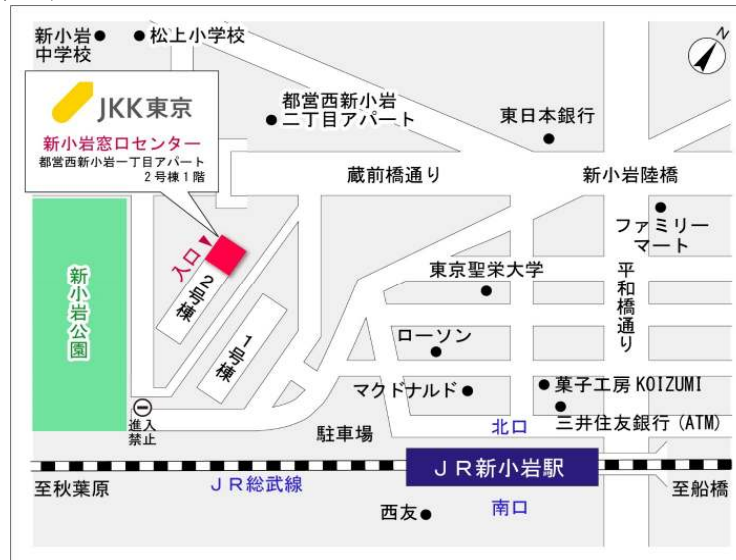 新小岩
中学校
松上小学校
N
JKK東京
新小岩窓口センター
都営西新小岩一丁目アパート
2号棟1階
都営西新小岩
二丁目アパート
東日本銀行
蔵前橋通り
新小岩陸橋
ファミリー
マート
平和橋通り
新小岩公園
入口
2号棟
1号棟
東京聖栄大学
ローソン
マクドナルド
菓子工房 KOIZUMI
三井住友銀行 (ATM)
進入
禁止
駐車場
北口
JR新小岩駅
至秋葉原
JR総武線
至船橋
西友
南口